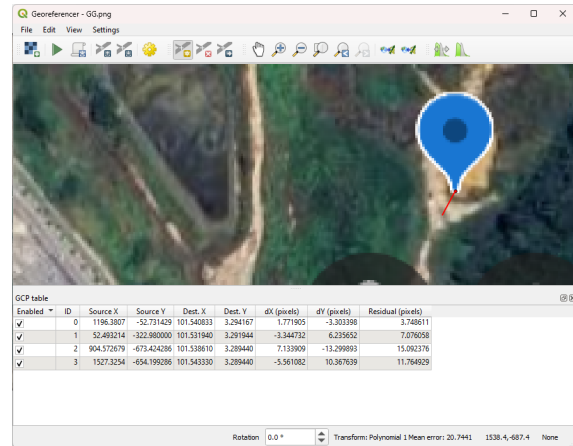 Georeferencer - GG.png
File Edit View Settings
GCP table
Enabled ID Source X Source Y Dest. X Dest. Y dX (pixels) dY (pixels) Residual (pixels)
0 1196.3807 -52.731429 101.540833 3.294167 1.771905 -3.303398 3.748611
1 52.493214 -322.980000 101.531940 3.291944 -3.344732 6.235652 7.076058
2 904.572679 -673.424286 101.538610 3.289440 7.133909 -13.299893 15.092376
3 1527.3254 -654.199286 101.543330 3.289440 -5.561082 10.367639 11.764929
Rotation 0.0 ° Transform: Polynomial 1 Mean error: 20.7441 1538.4,-687.4 None